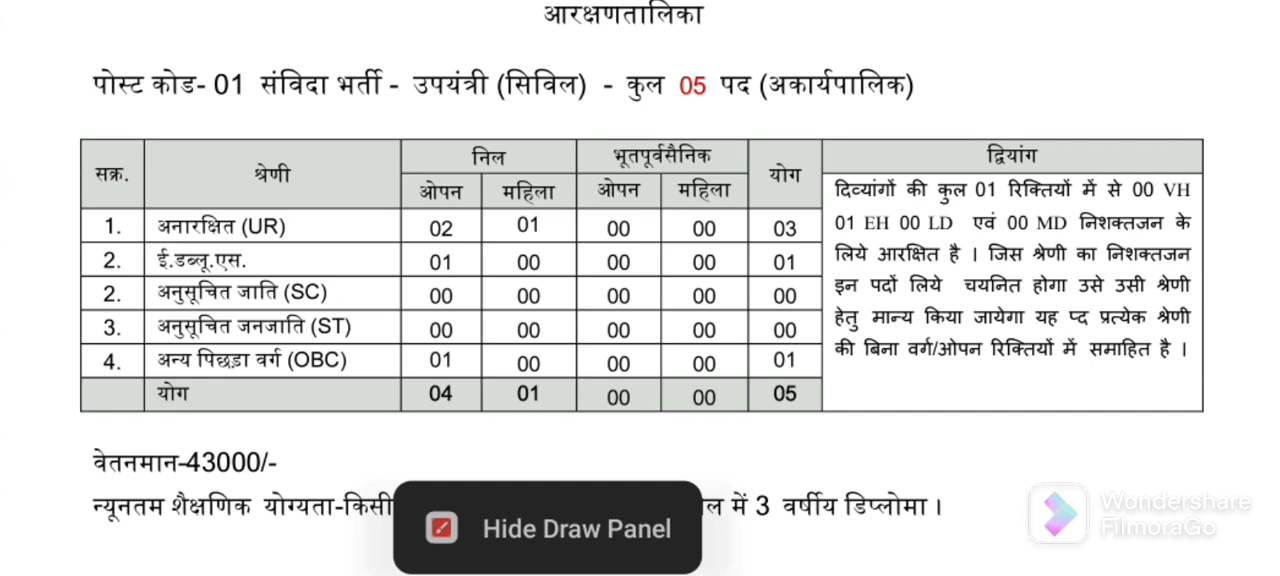 आरक्षणतालिका
पोस्ट कोड- 01 संविदा भर्ती - उपयंत्री (सिविल) - कुल 05 पद (अकार्यपालिक)
सक्र. श्रेणी निल भूतपूर्वसैनिक योग द्वियांग
ओपन महिला ओपन महिला
1. अनारक्षित (UR) 02 01 00 00 03
2. ई.डब्लू.एस. 01 00 00 00 01
2. अनुसूचित जाति (SC) 00 00 00 00 00
3. अनुसूचित जनजाति (ST) 00 00 00 00 00
4. अन्य पिछड़ा वर्ग (OBC) 01 00 00 00 01
योग 04 01 00 00 05
दिव्यांगों की कुल 01 रिक्तियों में से 00 VH
01 EH 00 LD एवं 00 MD निशक्तजन के
लिये आरक्षित है । जिस श्रेणी का निशक्तजन
इन पदों लिये चयनित होगा उसे उसी श्रेणी
हेतु मान्य किया जायेगा यह प्द प्रत्येक श्रेणी
की बिना वर्ग/ओपन रिक्तियों में समाहित है ।
वेतनमान-43000/-
न्यूनतम शैक्षणिक योग्यता-किसी में 3 वर्षीय डिप्लोमा ।
Hide Draw Panel
Wondershare
FilmoraGo